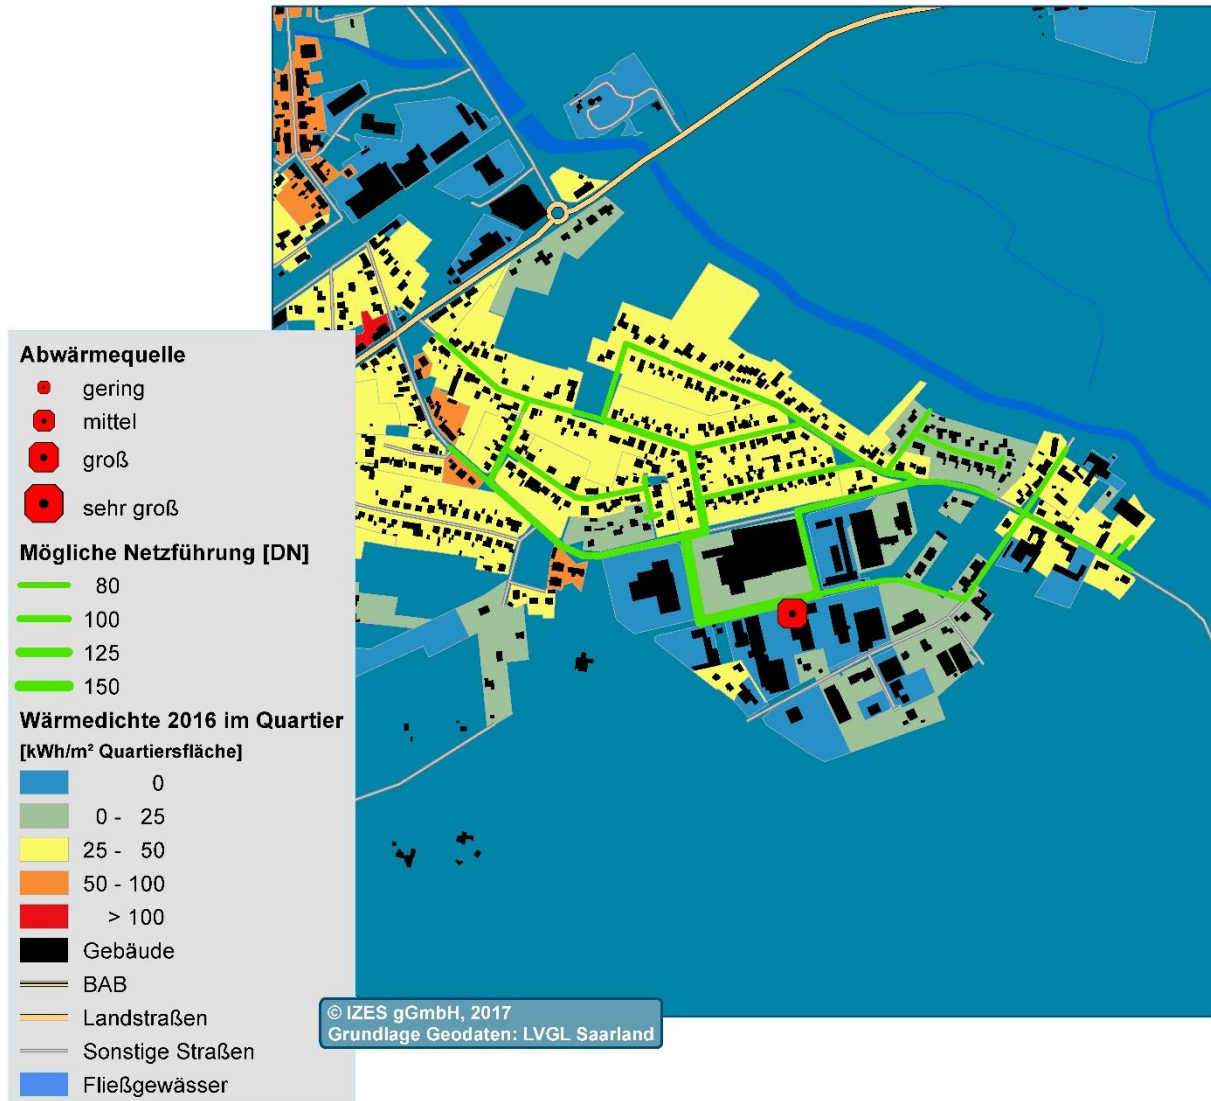 Abwärmequelle
gering
mittel
groß
sehr groß
Mögliche Netzführung [DN]
80
100
125
150
Wärmedichte 2016 im Quartier
[kWh/m² Quartiersfläche]
0
0 - 25
25 - 50
50 - 100
> 100
Gebäude
BAB
Landstraßen
Sonstige Straßen
Fließgewässer
© IZES gGmbH, 2017
Grundlage Geodaten: LVGL Saarland